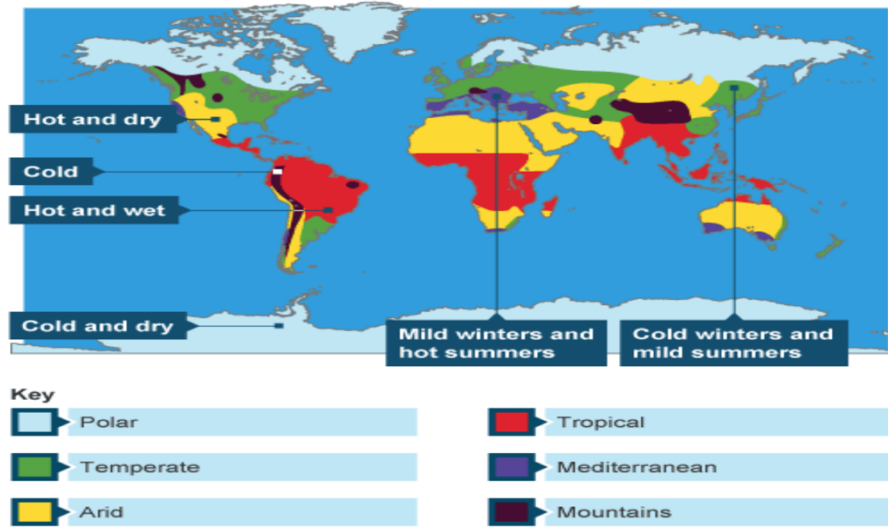 Hot and dry
Cold
Hot and wet
Cold and dry
Mild winters and
hot summers
Cold winters and
mild summers
Key
Polar
Tropical
Temperate
Mediterranean
Arid
Mountains